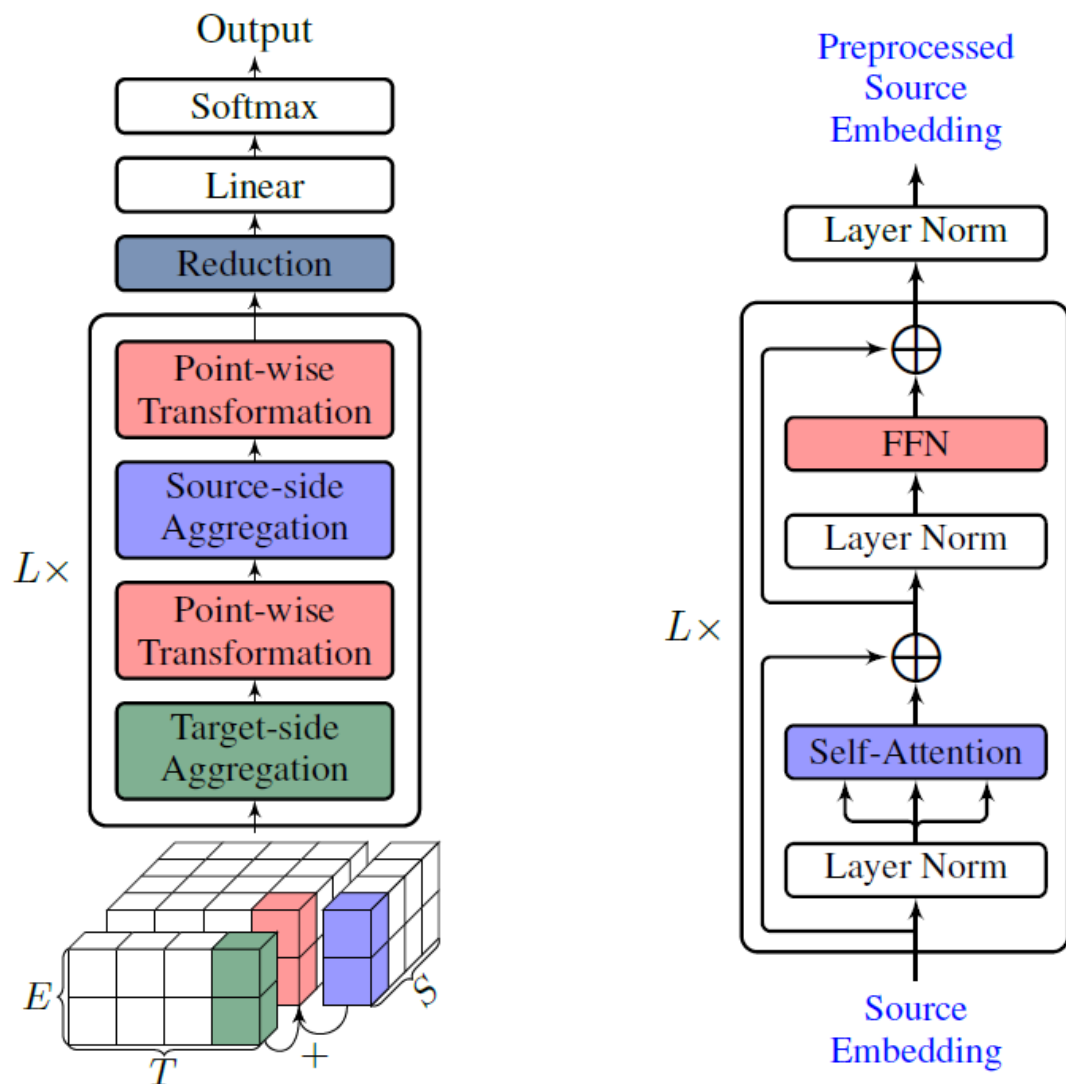 Output
Softmax
Linear
Reduction
Point-wise
Transformation
Source-side
Aggregation
L×
Point-wise
Transformation
Target-side
Aggregation
E
T
+
S
Preprocessed
Source
Embedding
Layer Norm
FFN
Layer Norm
L×
Self-Attention
Layer Norm
Source
Embedding